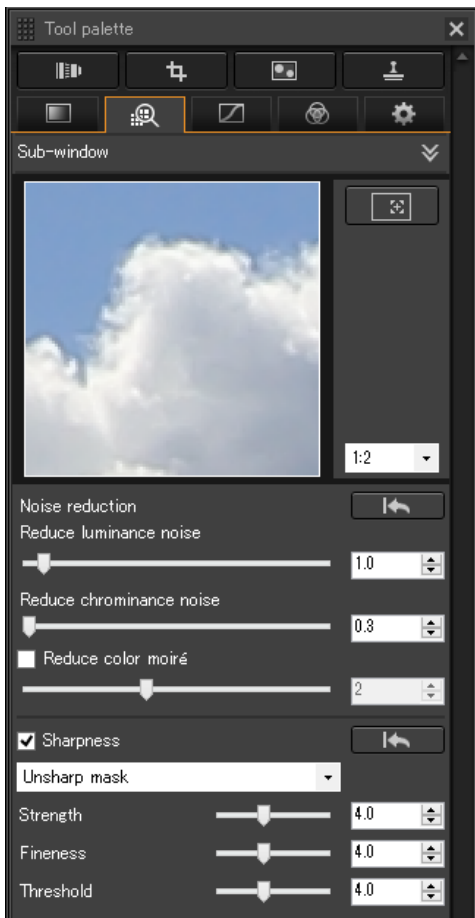 Tool palette
Sub-window
1:2
Noise reduction
Reduce luminance noise
1.0
Reduce chrominance noise
0.3
Reduce color moiré
2
Sharpness
Unsharp mask
Strength 4.0
Fineness 4.0
Threshold 4.0